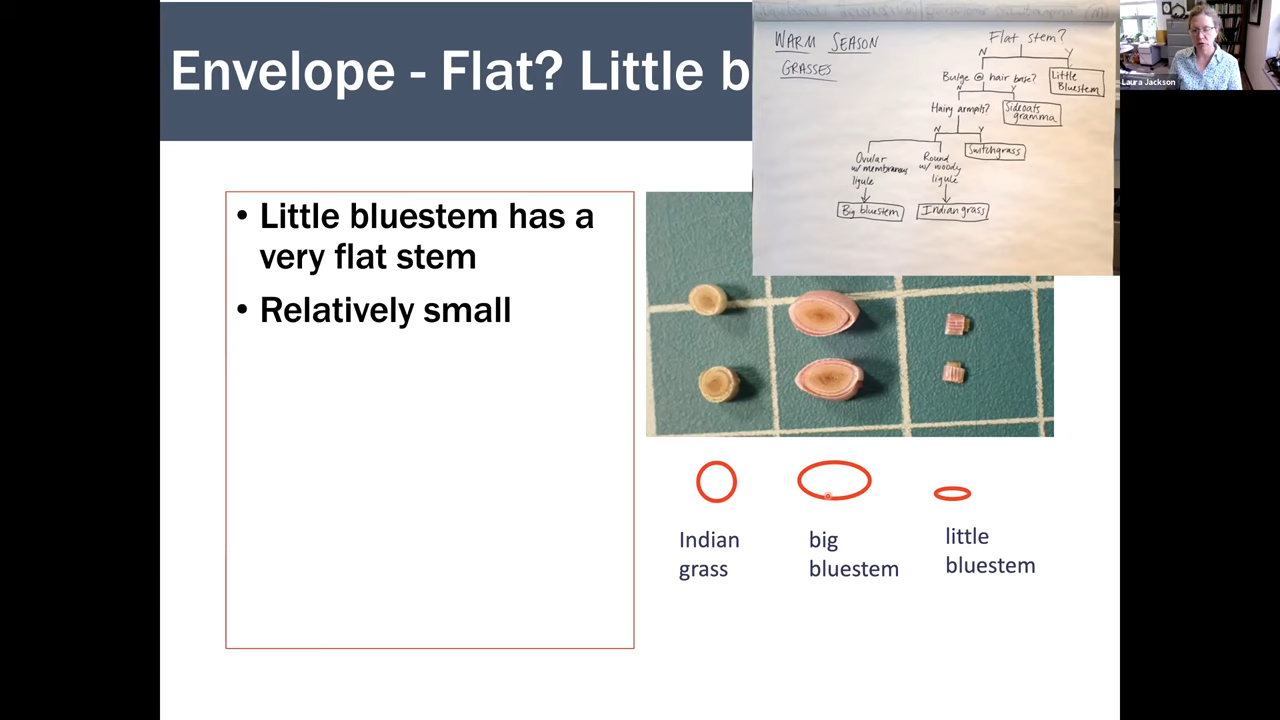 Envelope - Flat? Little b
WARM SEASON
GRASSES
Flat stem?
N Y
Bulge @ hair base?
Little
Bluestem
N Y
Hairy armpit?
Sideoats
gramma
N Y
Switchgrass
Ovular
w/ membranous
ligule
Round
w/ woody
ligule
Big bluestem
Indian grass
Laura Jackson
• Little bluestem has a
very flat stem
• Relatively small
Indian
grass
big
bluestem
little
bluestem